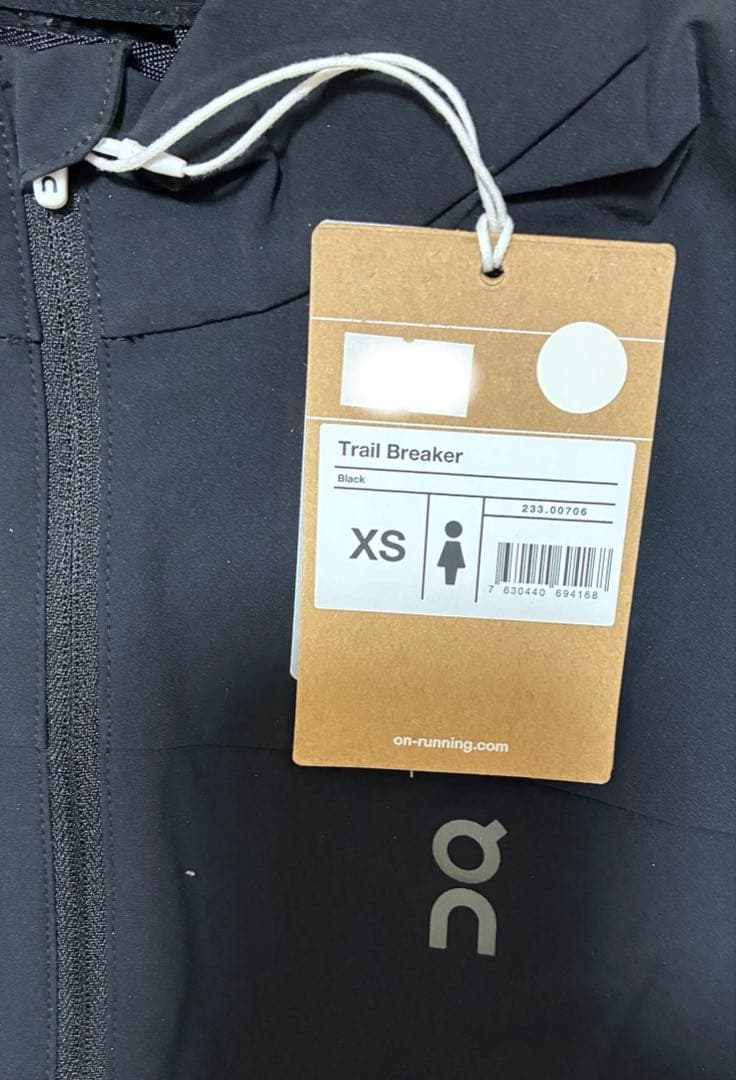 Trail Breaker
Black
XS
233.00706
7 630440 694168
on-running.com